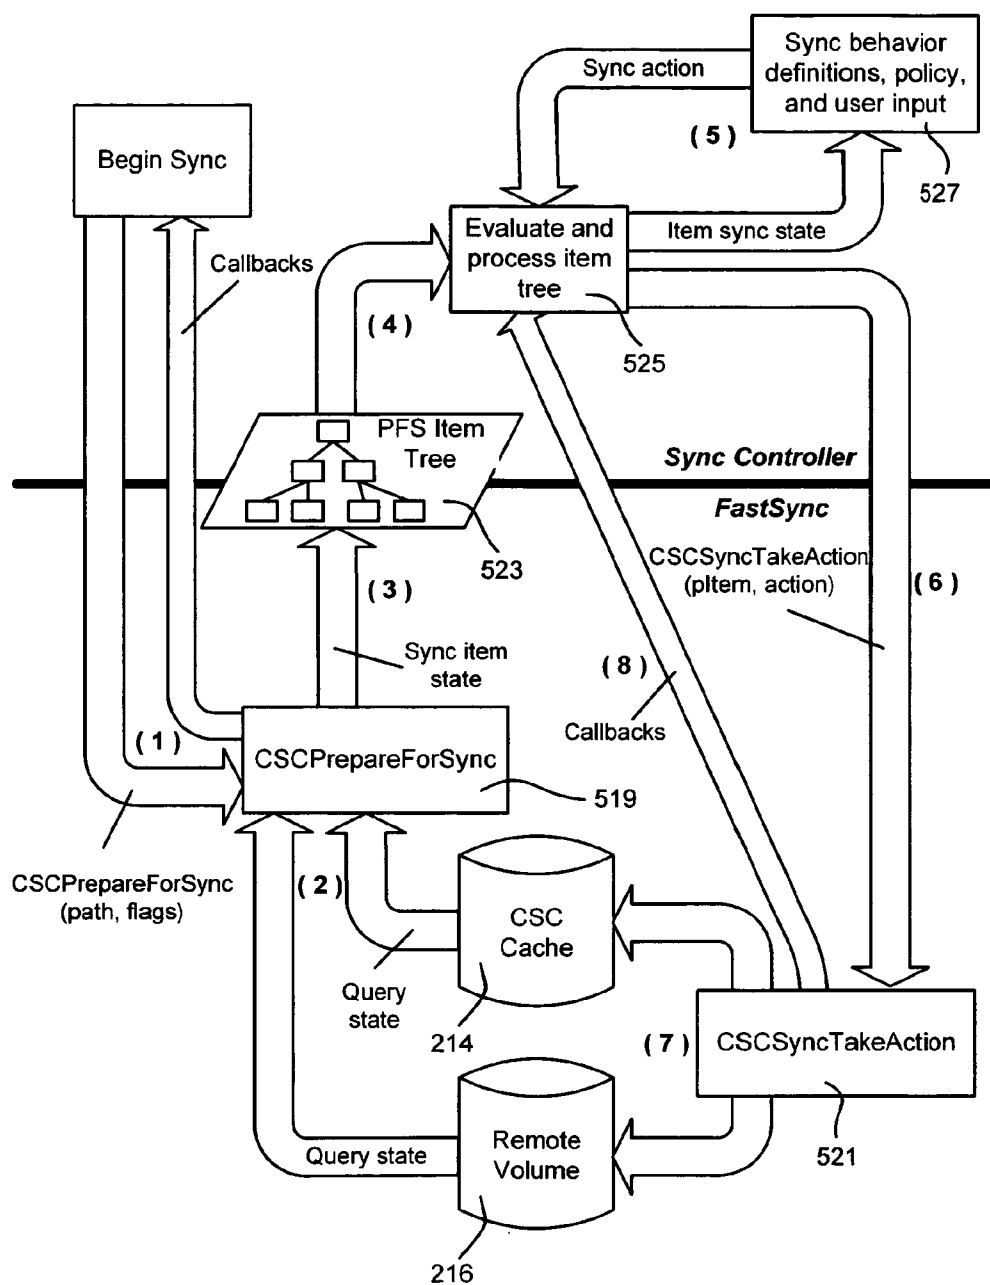 Sync behavior
definitions, policy,
and user input
527
Sync action
( 5 )
Begin Sync
Evaluate and
process item
tree
525
Item sync state
Callbacks
( 4 )
PFS Item
Tree
523
Sync Controller
FastSync
CSCSyncTakeAction
(pItem, action)
( 6 )
( 3 )
Sync item
state
( 8 )
Callbacks
( 1 )
CSCPrepareForSync
519
CSCPrepareForSync
(path, flags)
( 2 )
CSC
Cache
214
Query
state
( 7 )
CSCSyncTakeAction
521
Remote
Volume
216
Query state